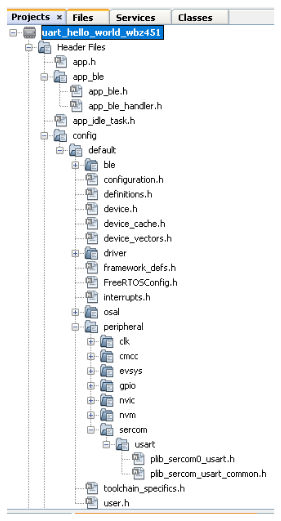 Projects × Files Services Classes
uart_hello_world_wbz451
Header Files
app.h
app_ble
app_ble.h
app_ble_handler.h
app_idle_task.h
config
default
ble
configuration.h
definitions.h
device.h
device_cache.h
device_vectors.h
driver
framework_defs.h
FreeRTOSConfig.h
interrupts.h
osal
peripheral
clk
cmcc
evsys
gpio
nvic
nvm
sercom
usart
plib_sercom0_usart.h
plib_sercom_usart_common.h
toolchain_specifics.h
user.h